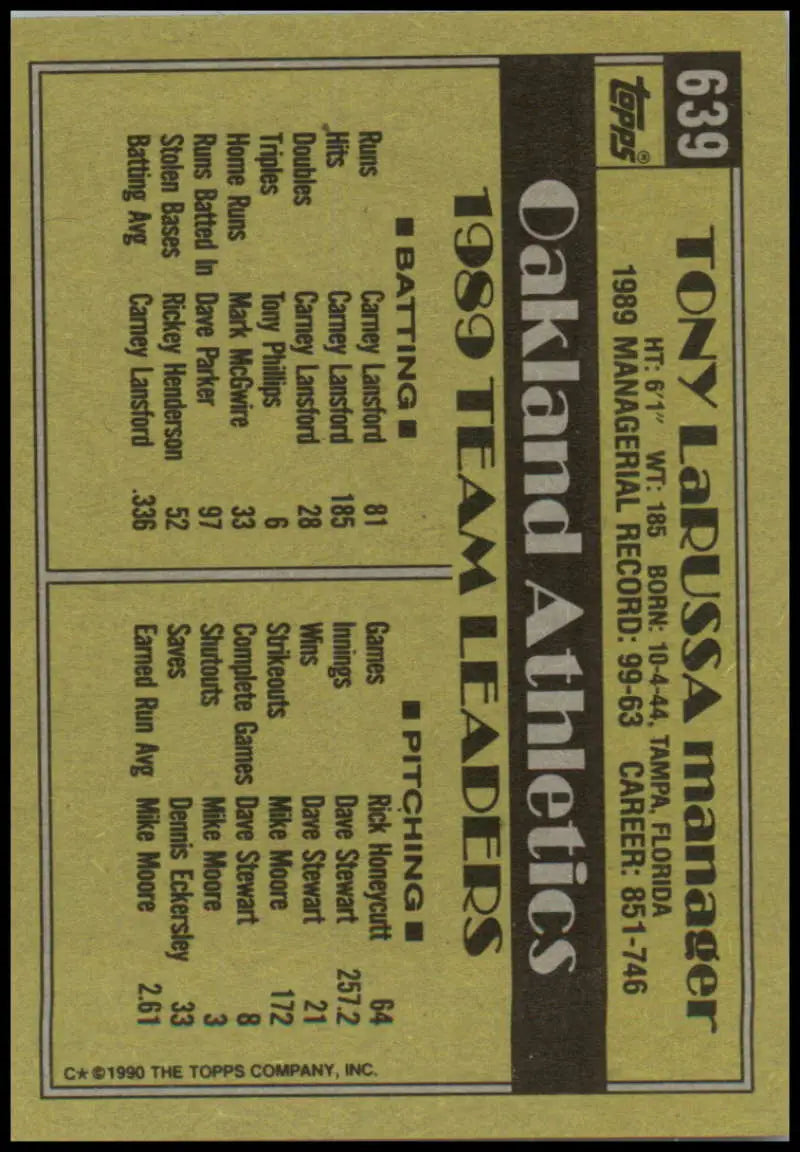 639
topps®
TONY LaRUSSA manager
HT: 6'1" WT: 185 BORN: 10-4-44, TAMPA, FLORIDA
1989 MANAGERIAL RECORD: 99-63 CAREER: 851-746
Oakland Athletics
1989 TEAM LEADERS
■ BATTING ■
Runs Carney Lansford 81
Hits Carney Lansford 185
Doubles Carney Lansford 28
Triples Tony Phillips 6
Home Runs Mark McGwire 33
Runs Batted In Dave Parker 97
Stolen Bases Rickey Henderson 52
Batting Avg Carney Lansford .336
■ PITCHING ■
Games Rick Honeycutt 64
Innings Dave Stewart 257.2
Wins Dave Stewart 21
Strikeouts Mike Moore 172
Complete Games Dave Stewart 8
Shutouts Mike Moore 3
Saves Dennis Eckersley 33
Earned Run Avg Mike Moore 2.61
C★©1990 THE TOPPS COMPANY, INC.